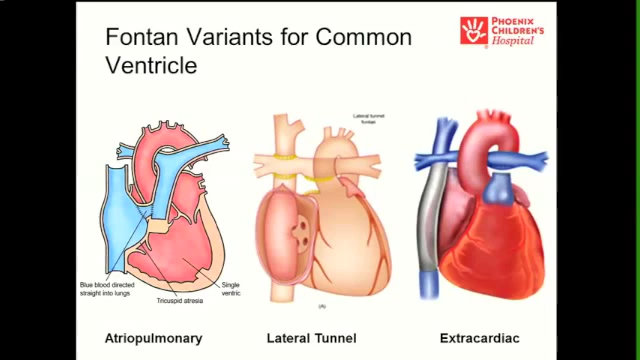 Fontan Variants for Common
Ventricle
PHOENIX
CHILDREN'S
Hospital
Lateral tunnel
fontan
Blue blood directed
straight into lungs
Tricuspid atresia
Single
ventric
(A)
Atriopulmonary
Lateral Tunnel
Extracardiac